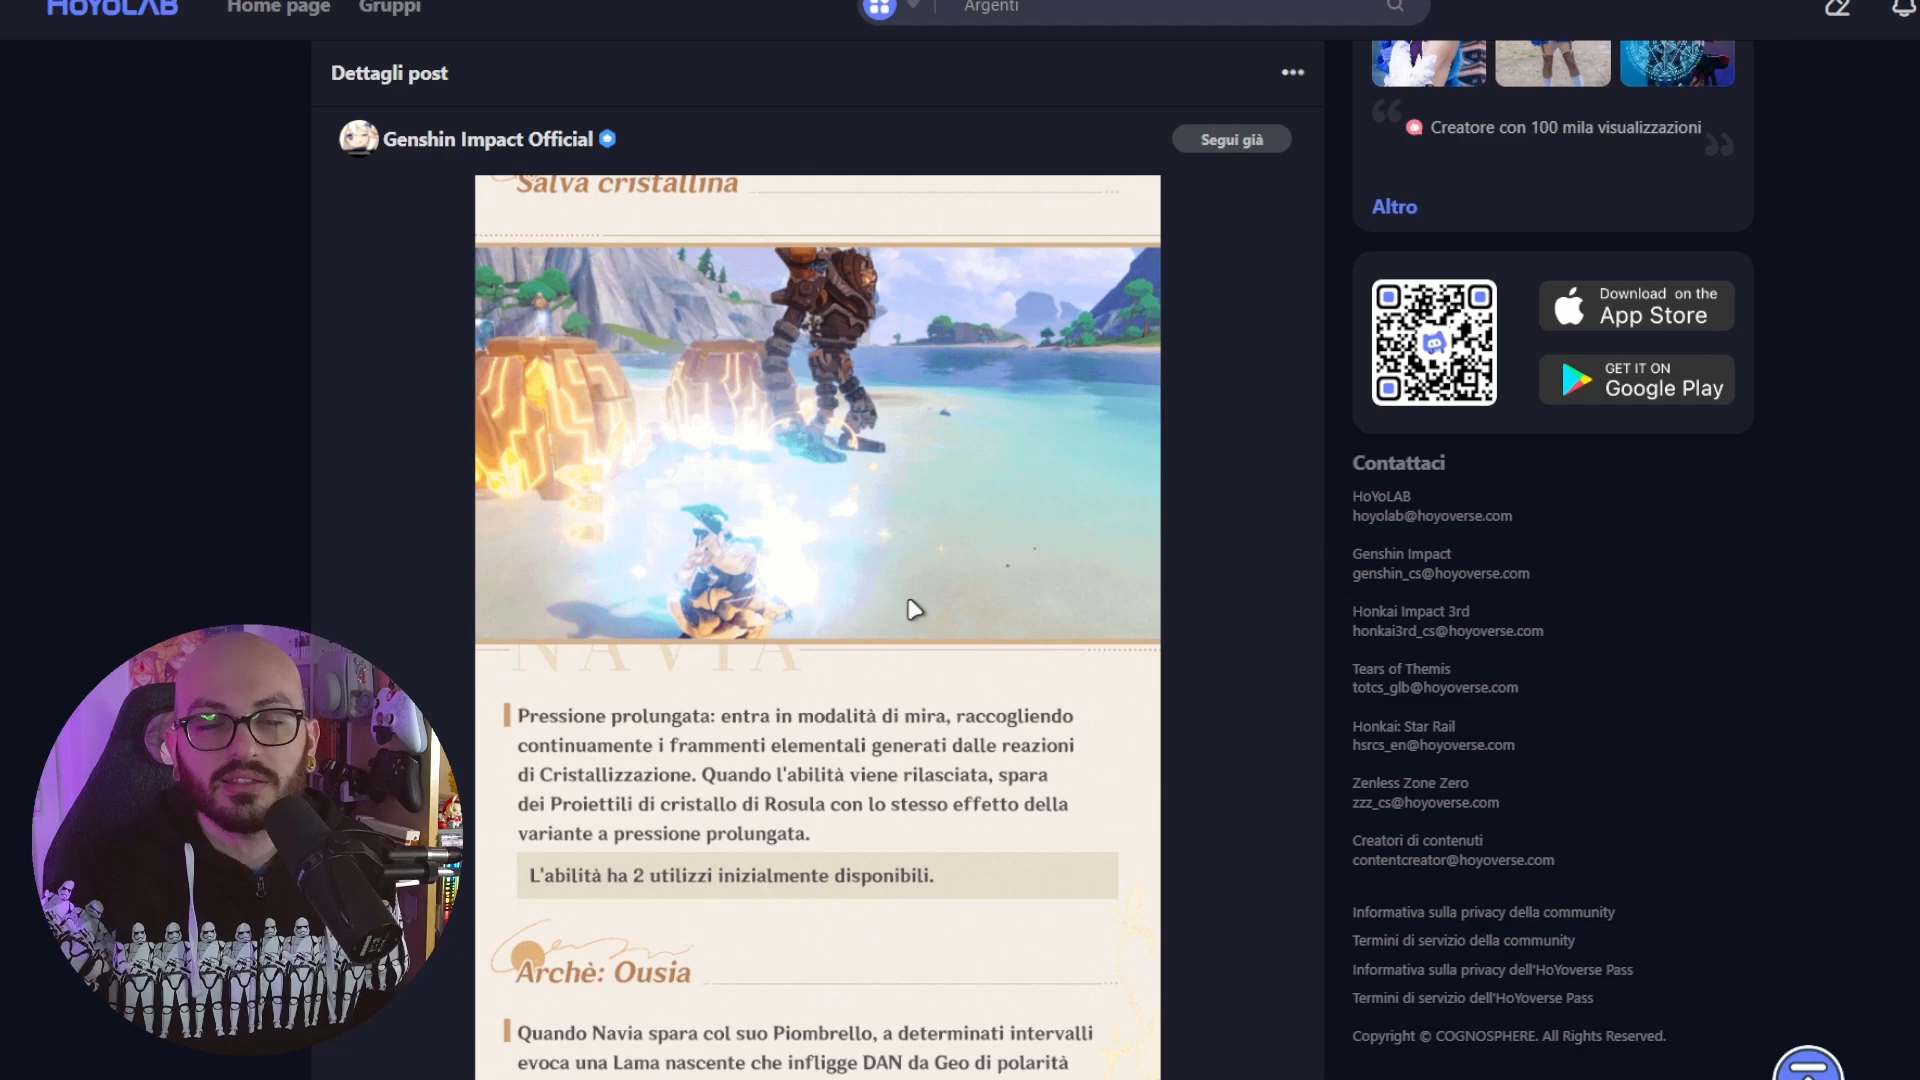 HOYOLAB
Home page
Gruppi
Argenti
Dettagli post
Genshin Impact Official
Segui già
Salva cristallina
NAVIA
Pressione prolungata: entra in modalità di mira, raccogliendo
continuamente i frammenti elementali generati dalle reazioni
di Cristallizzazione. Quando l'abilità viene rilasciata, spara
dei Proiettili di cristallo di Rosula con lo stesso effetto della
variante a pressione prolungata.
L'abilità ha 2 utilizzi inizialmente disponibili.
Archè: Ousia
Quando Navia spara col suo Piombrello, a determinati intervalli
evoca una Lama nascente che infligge DAN da Geo di polarità
Creatore con 100 mila visualizzazioni
Altro
Download on the
App Store
GET IT ON
Google Play
Contattaci
HoYoLAB
hoyolab@hoyoverse.com
Genshin Impact
genshin_cs@hoyoverse.com
Honkai Impact 3rd
honkai3rd_cs@hoyoverse.com
Tears of Themis
totcs_glb@hoyoverse.com
Honkai: Star Rail
hsrcs_en@hoyoverse.com
Zenless Zone Zero
zzz_cs@hoyoverse.com
Creatori di contenuti
contentcreator@hoyoverse.com
Informativa sulla privacy della community
Termini di servizio della community
Informativa sulla privacy dell'HoYoverse Pass
Termini di servizio dell'HoYoverse Pass
Copyright © COGNOSPHERE. All Rights Reserved.